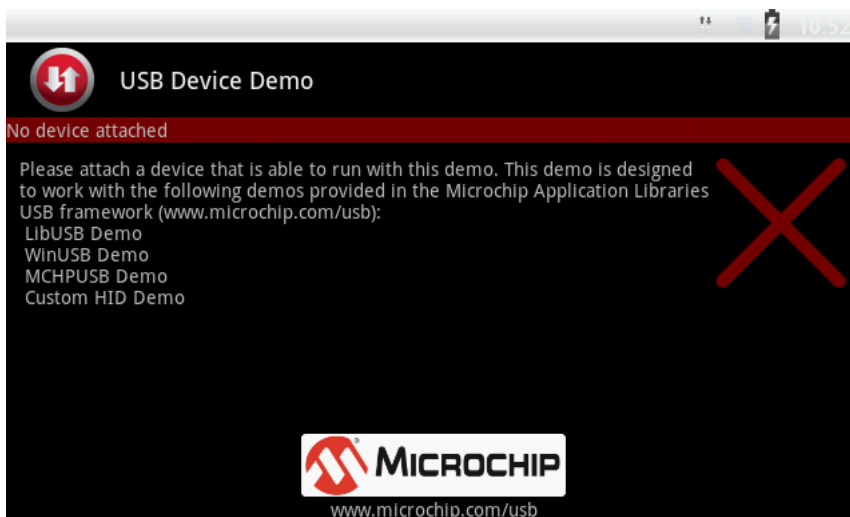 10:52
USB Device Demo
No device attached
Please attach a device that is able to run with this demo. This demo is designed
to work with the following demos provided in the Microchip Application Libraries
USB framework (www.microchip.com/usb):
LibUSB Demo
WinUSB Demo
MCHPUSB Demo
Custom HID Demo
MICROCHIP
www.microchip.com/usb